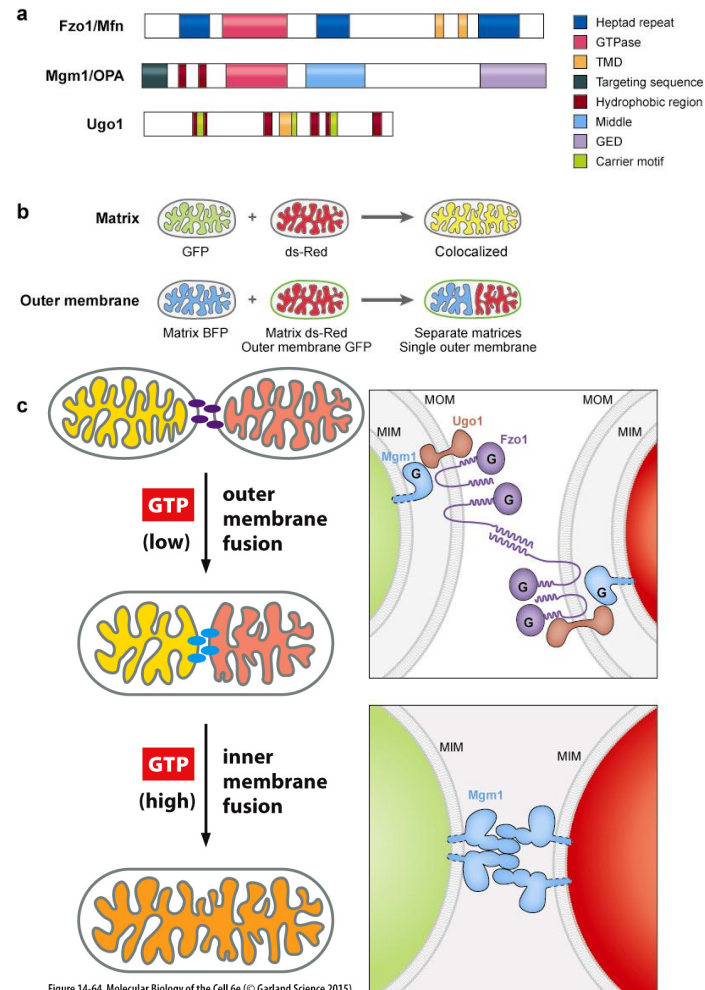 a
Fzo1/Mfn
Mgm1/OPA
Ugo1
Heptad repeat
GTPase
TMD
Targeting sequence
Hydrophobic region
Middle
GED
Carrier motif
b
Matrix
+
GFP
ds-Red
Colocalized
Outer membrane
+
Matrix BFP
Matrix ds-Red
Outer membrane GFP
Separate matrices
Single outer membrane
c
GTP
(low)
outer
membrane
fusion
GTP
(high)
inner
membrane
fusion
MOM
MOM
MIM
MIM
Ugo1
Fzo1
Mgm1
G
G
G
G
G
G
MIM
MIM
Mgm1
Figure 14-64 Molecular Biology of the Cell 6e (© Garland Science 2015)